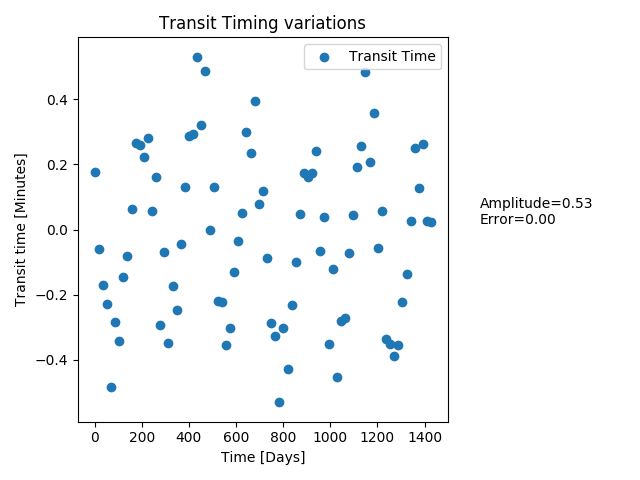 Transit Timing variations
Transit Time
Transit time [Minutes]
0.4
0.2
0.0
−0.2
−0.4
0
200
400
600
800
1000
1200
1400
Time [Days]
Amplitude=0.53
Error=0.00